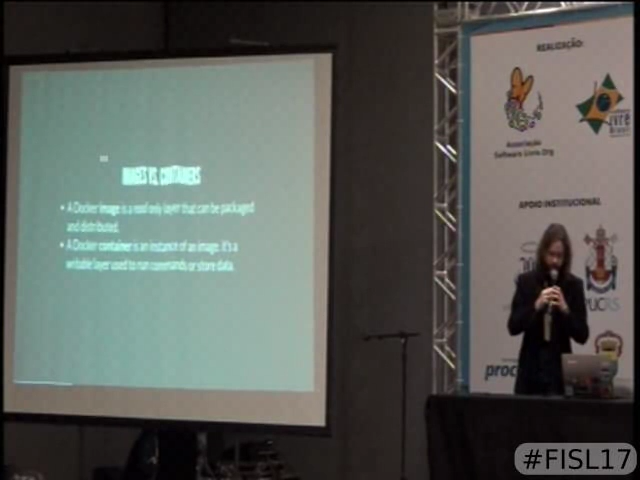 IMAGES VS. CONTAINERS
• A Docker image is a read only layer that can be packaged
and distributed.
• A Docker container is an instance of an image. It's a
writable layer used to run commands or store data.
REALIZAÇÃO:
Associação
Software Livre.Org
APOIO INSTITUCIONAL
PUCRS
#FISL17